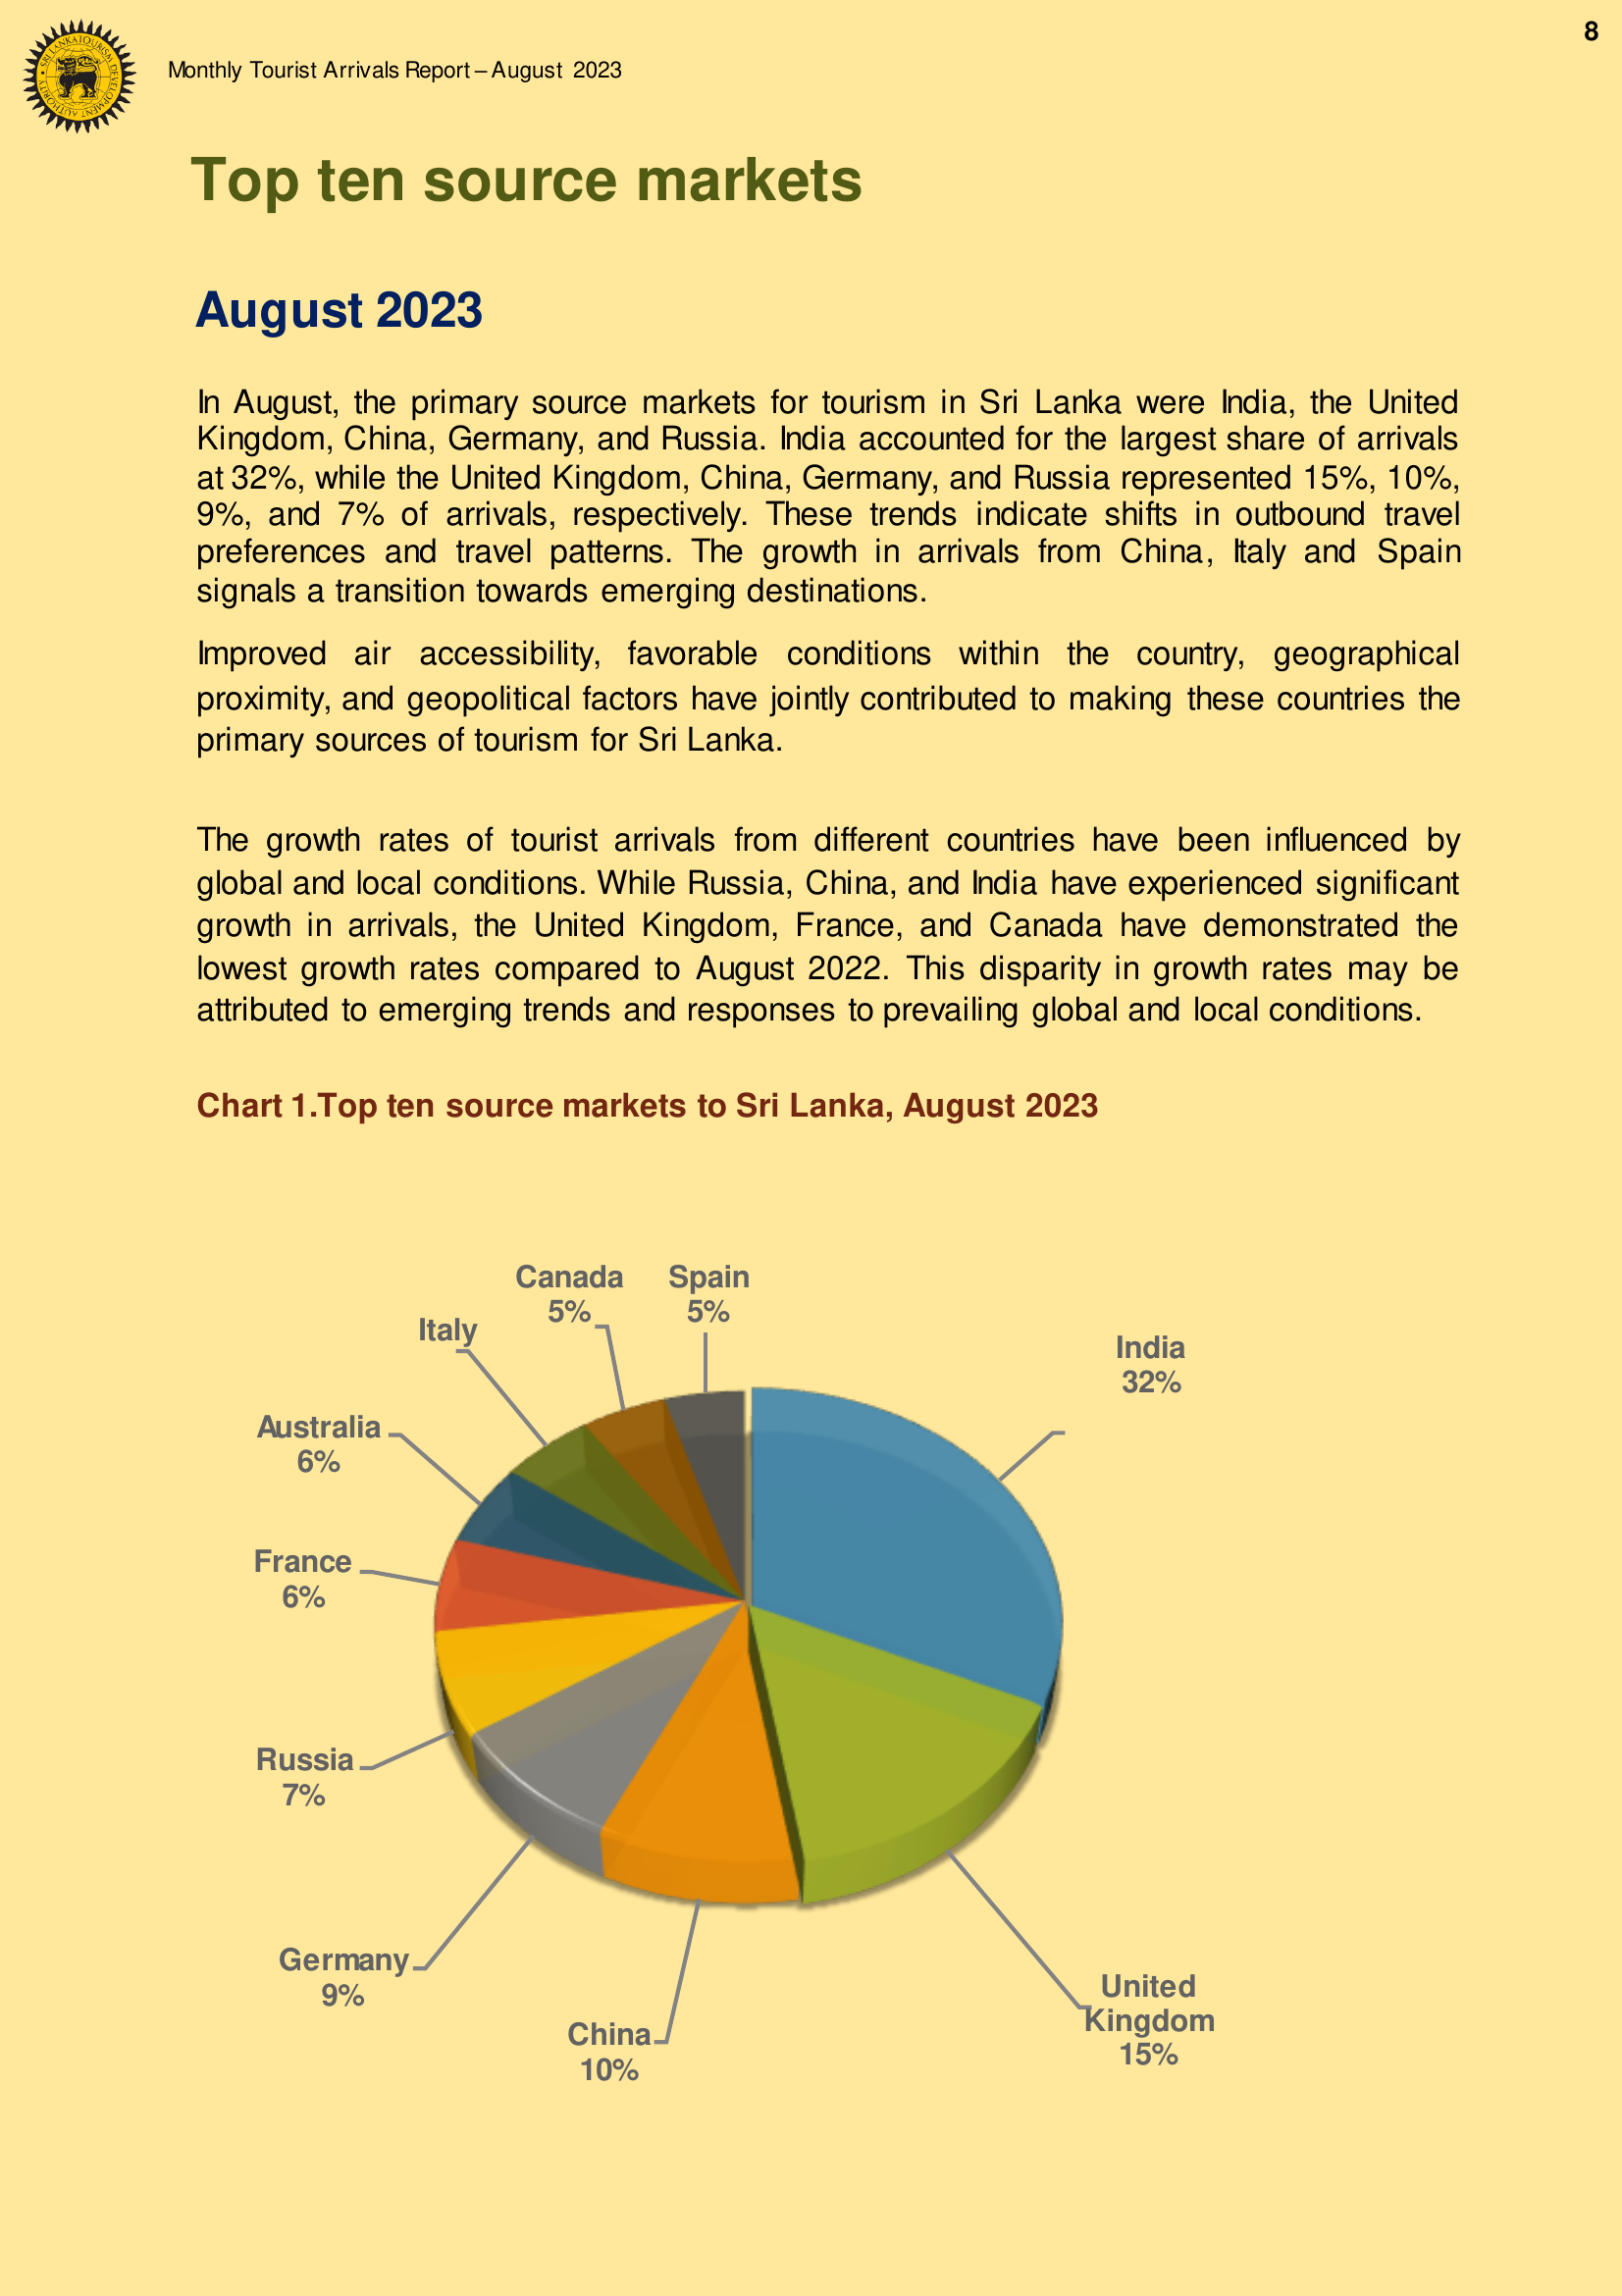 8
SRI LANKA TOURISM DEVELOPMENT AUTHORITY
Monthly Tourist Arrivals Report – August 2023
Top ten source markets
August 2023
In August, the primary source markets for tourism in Sri Lanka were India, the United
Kingdom, China, Germany, and Russia. India accounted for the largest share of arrivals
at 32%, while the United Kingdom, China, Germany, and Russia represented 15%, 10%,
9%, and 7% of arrivals, respectively. These trends indicate shifts in outbound travel
preferences and travel patterns. The growth in arrivals from China, Italy and Spain
signals a transition towards emerging destinations.
Improved air accessibility, favorable conditions within the country, geographical
proximity, and geopolitical factors have jointly contributed to making these countries the
primary sources of tourism for Sri Lanka.
The growth rates of tourist arrivals from different countries have been influenced by
global and local conditions. While Russia, China, and India have experienced significant
growth in arrivals, the United Kingdom, France, and Canada have demonstrated the
lowest growth rates compared to August 2022. This disparity in growth rates may be
attributed to emerging trends and responses to prevailing global and local conditions.
Chart 1.Top ten source markets to Sri Lanka, August 2023
Canada
5%
Spain
5%
Italy
India
32%
Australia
6%
France
6%
Russia
7%
Germany
9%
China
10%
United
Kingdom
15%